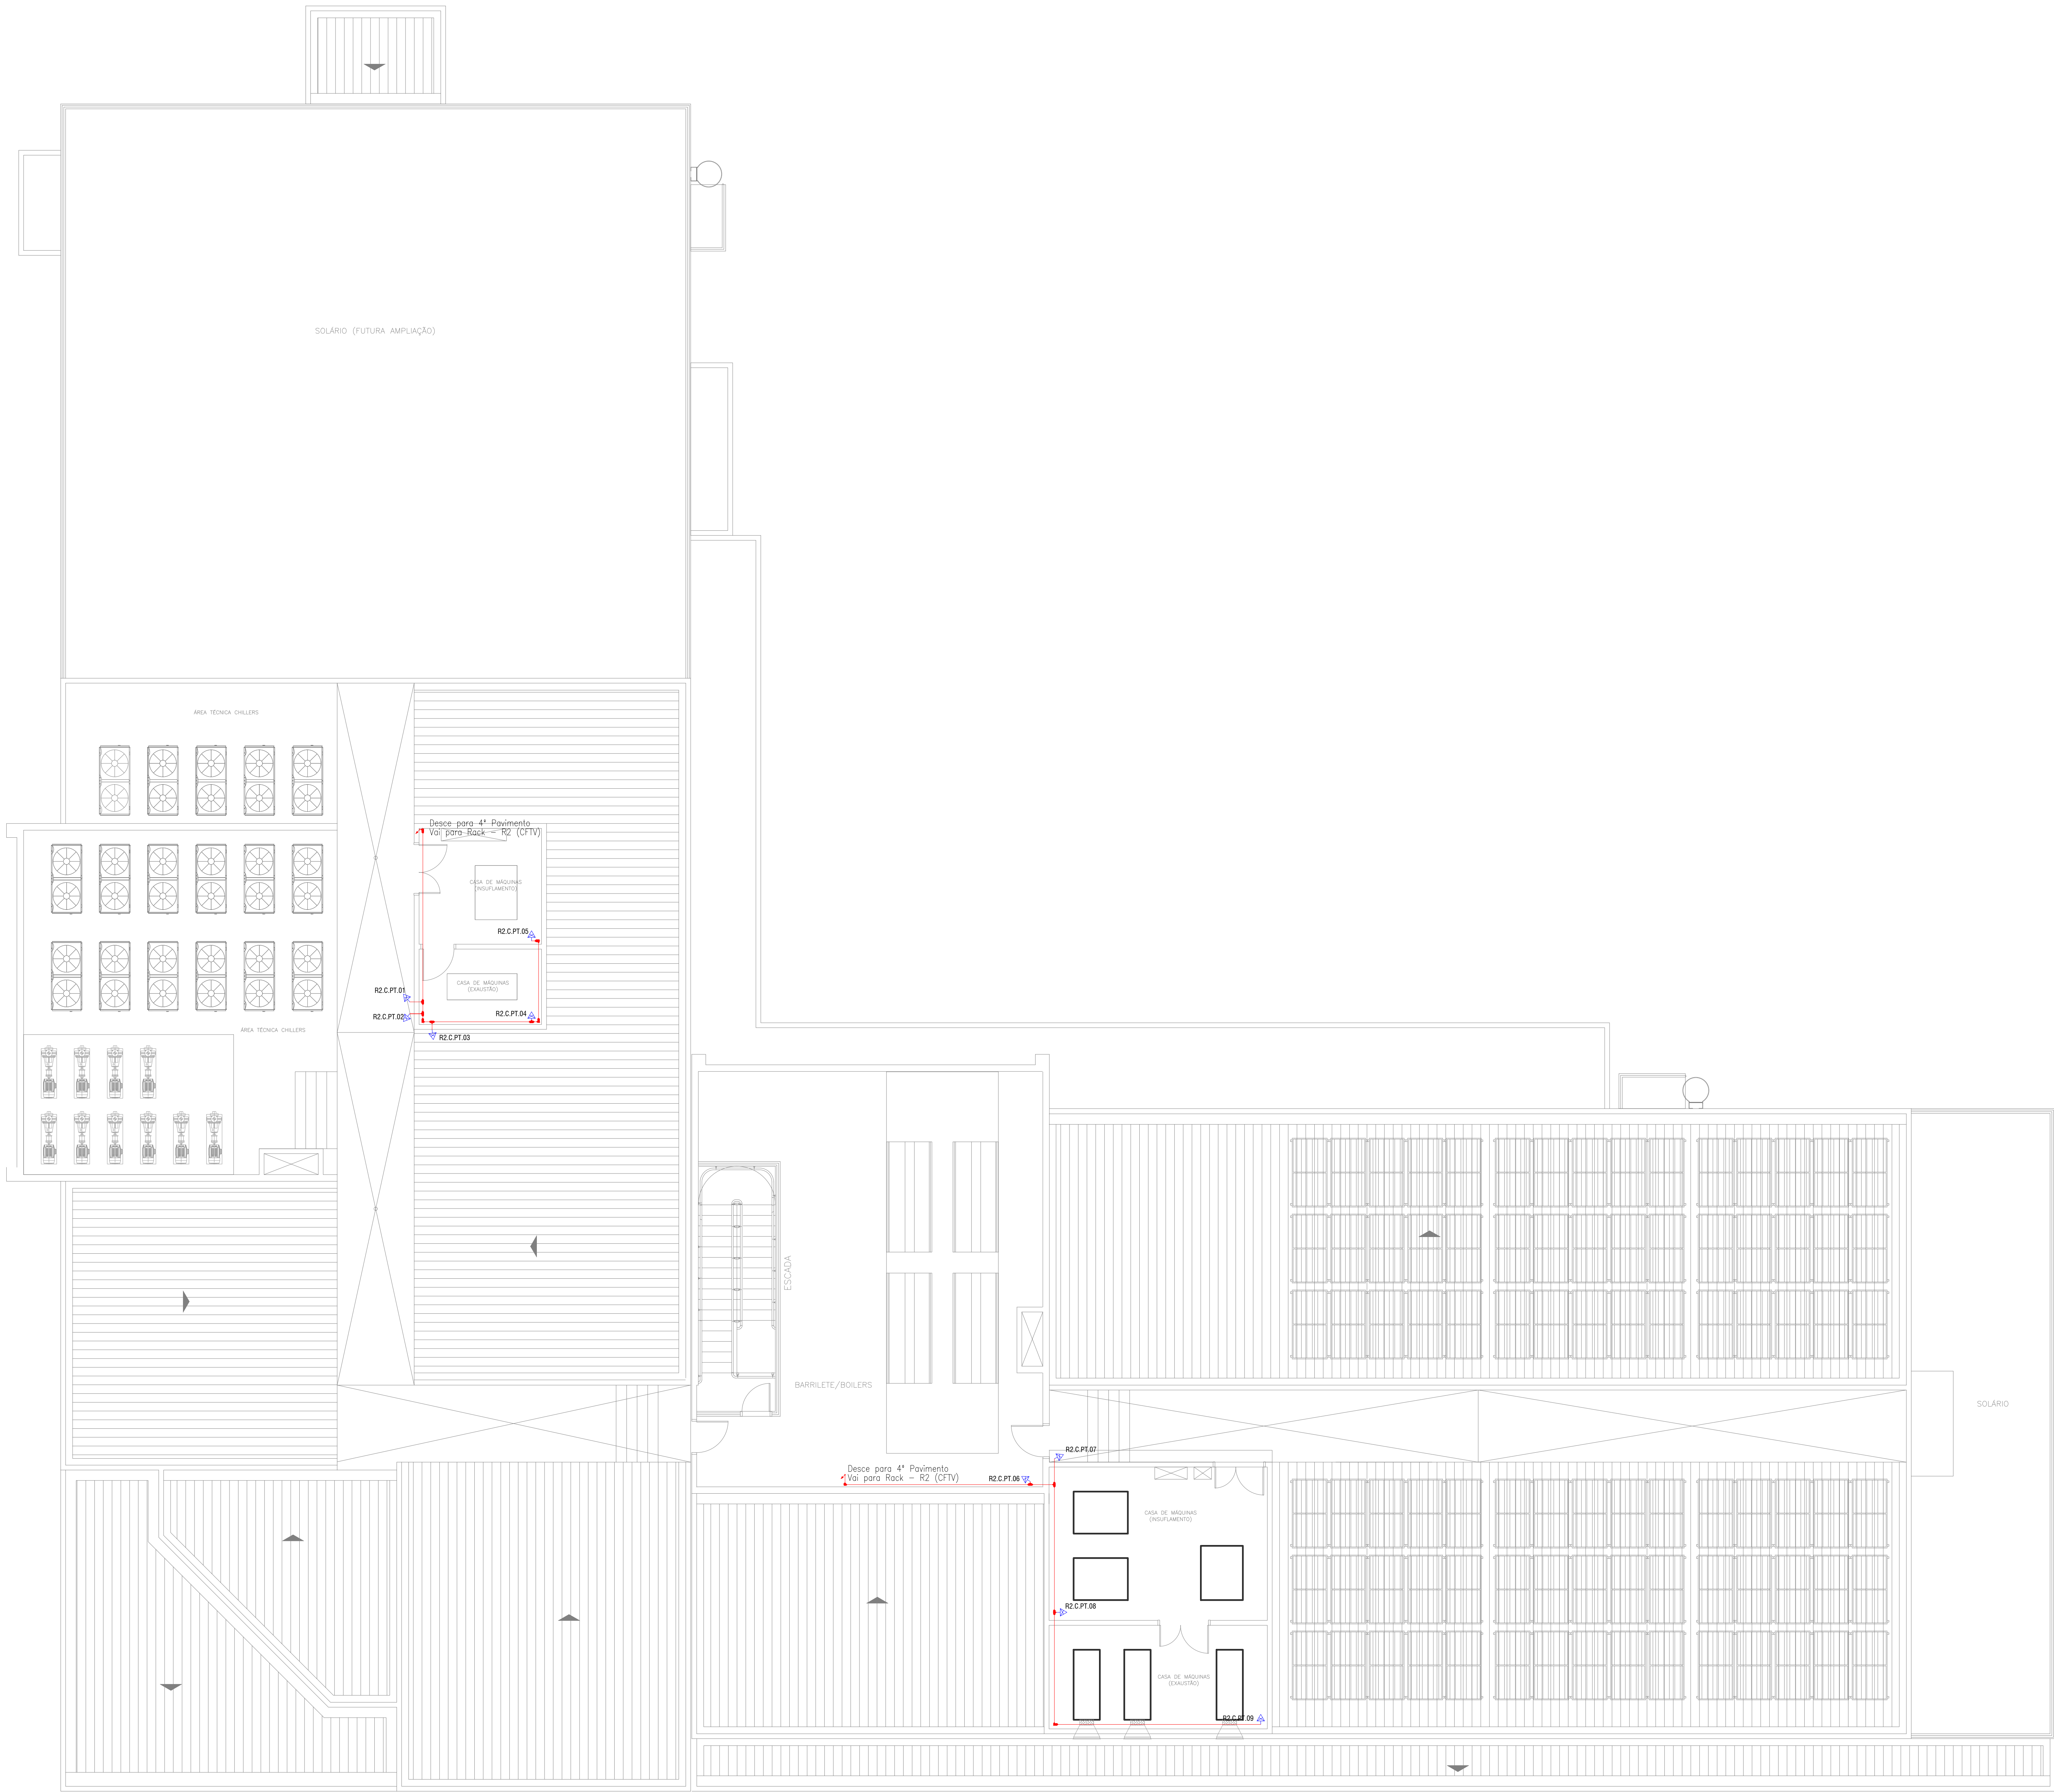 SOLÁRIO (FUTURA AMPLIAÇÃO)
ÁREA TÉCNICA CHILLERS
Desce para 4ª Pavimento
Vai para Rack - R2 (CFTV)
CASA DE MÁQUINAS
(INSUFLAMENTO)
R2.C.PT.05
CASA DE MÁQUINAS
(EXAUSTÃO)
R2.C.PT.01
R2.C.PT.02
R2.C.PT.04
R2.C.PT.03
ÁREA TÉCNICA CHILLERS
ESCADA
BARRILETE/BOILERS
SOLÁRIO
R2.C.PT.07
Desce para 4ª Pavimento
Vai para Rack - R2 (CFTV)
R2.C.PT.06
CASA DE MÁQUINAS
(INSUFLAMENTO)
R2.C.PT.08
CASA DE MÁQUINAS
(EXAUSTÃO)
R2.C.PT.09